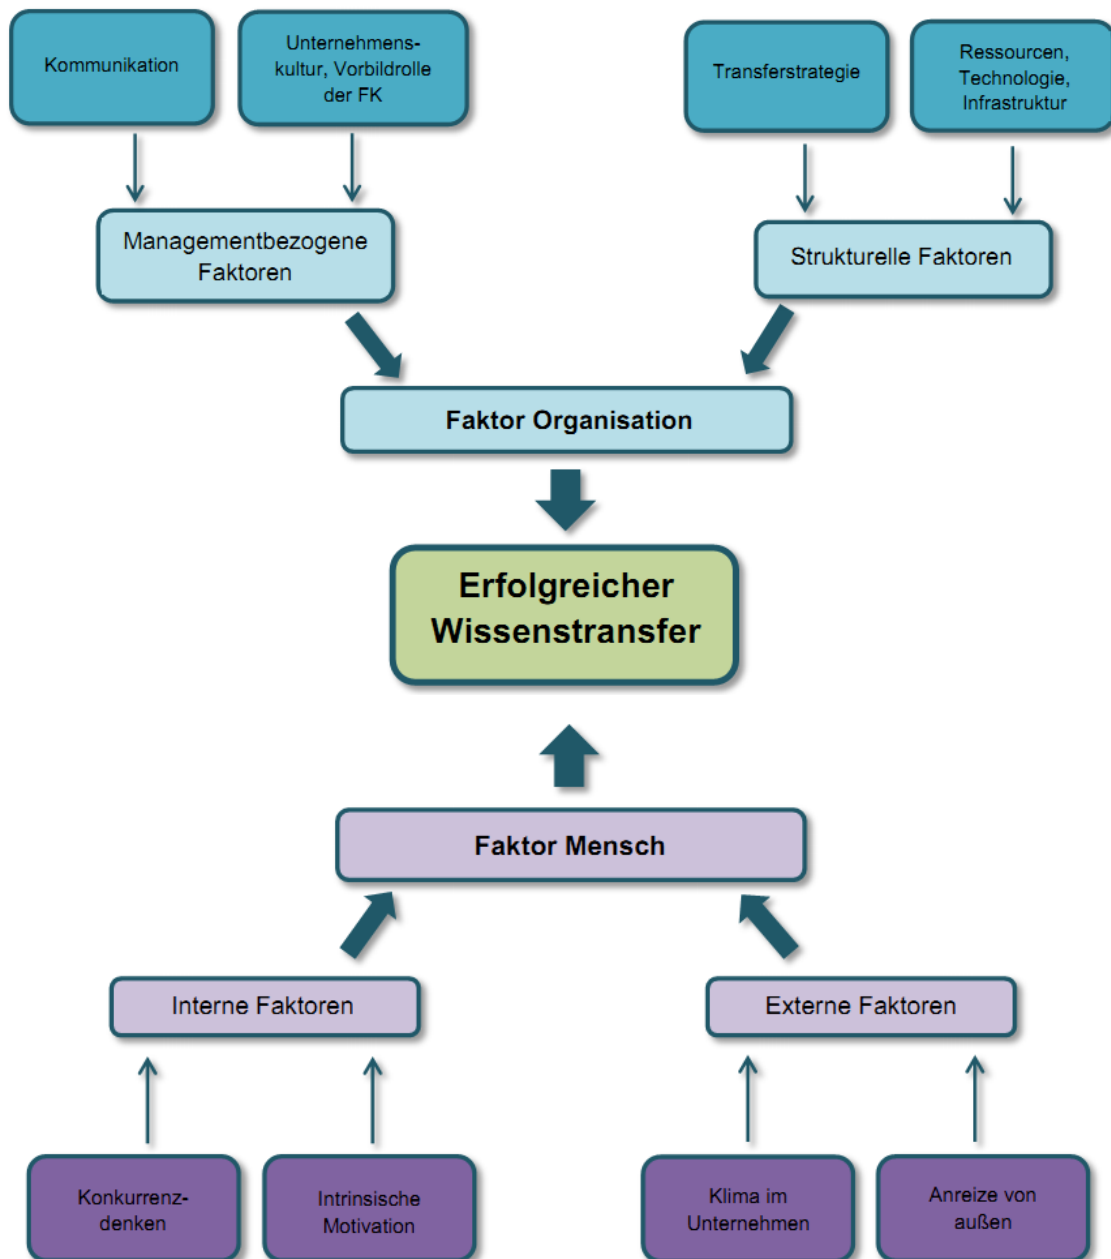 Kommunikation
Unternehmens-
kultur, Vorbildrolle
der FK
Transferstrategie
Ressourcen,
Technologie,
Infrastruktur
Managementbezogene
Faktoren
Strukturelle Faktoren
Faktor Organisation
Erfolgreicher
Wissenstransfer
Faktor Mensch
Interne Faktoren
Externe Faktoren
Konkurrenz-
denken
Intrinsische
Motivation
Klima im
Unternehmen
Anreize von
außen